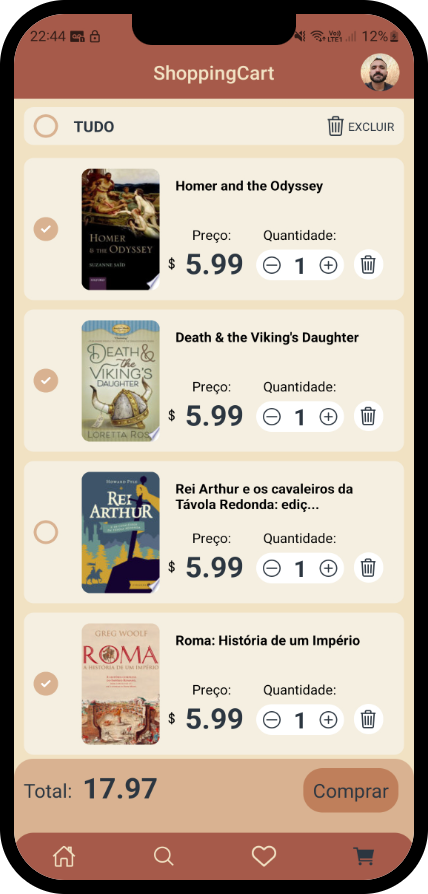 22:44 12%
ShoppingCart
TUDO EXCLUIR
Homer and the Odyssey
HOMER
& THE ODYSSEY
SUZANNE SAÏD
Preço: Quantidade:
$ 5.99 1
Death & the Viking's Daughter
DEATH &
the
VIKING'S
DAUGHTER
LORETTA ROSS
Preço: Quantidade:
$ 5.99 1
Rei Arthur e os cavaleiros da
Távola Redonda: ediç...
HOWARD PYLE
REI
ARTHUR
Preço: Quantidade:
$ 5.99 1
Roma: História de um Império
GREG WOOLF
ROMA
A HISTÓRIA DE UM IMPÉRIO
Preço: Quantidade:
$ 5.99 1
Total: 17.97 Comprar